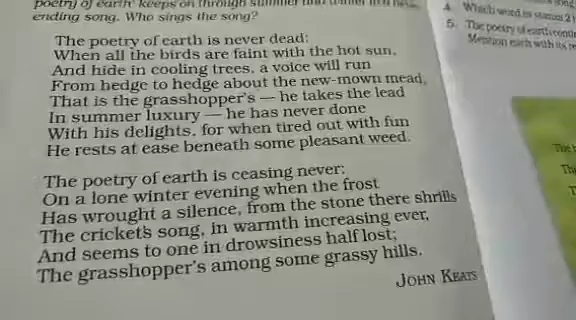 poetry of earth keeps on through summer
ending song. Who sings the song?
The poetry of earth is never dead:
When all the birds are faint with the hot sun,
And hide in cooling trees, a voice will run
From hedge to hedge about the new-mown mead,
That is the grasshopper's — he takes the lead
In summer luxury — he has never done
With his delights, for when tired out with fun
He rests at ease beneath some pleasant weed.
The poetry of earth is ceasing never:
On a lone winter evening when the frost
Has wrought a silence, from the stone there shrills
The cricket's song, in warmth increasing ever,
And seems to one in drowsiness half lost;
The grasshopper's among some grassy hills.
JOHN KEATS
4. Which word in stanza 2
5. The poetry of earth
Mention each with its